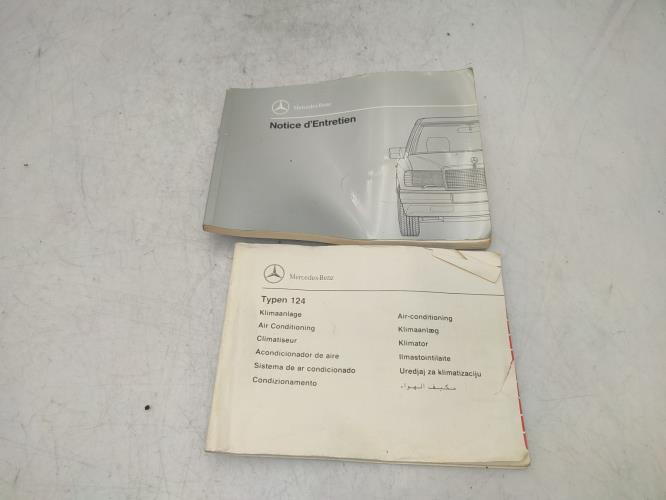 Mercedes-Benz
Notice d'Entretien
Mercedes-Benz
Typen 124
Klimaanlage
Air Conditioning
Climatiseur
Acondicionador de aire
Sistema de ar condicionado
Condizionamento
Air-conditioning
Klimaanlæg
Klimator
Ilmastointilaite
Uredjaj za klimatizaciju
مكيف الهواء